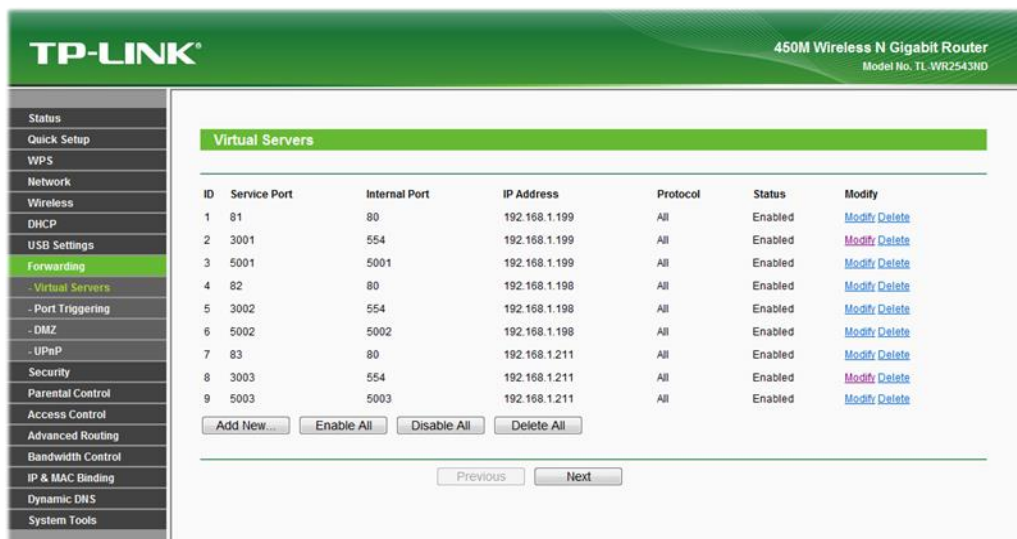 TP-LINK®
450M Wireless N Gigabit Router
Model No. TL-WR2543ND
Status
Quick Setup
WPS
Network
Wireless
DHCP
USB Settings
Forwarding
- Virtual Servers
- Port Triggering
- DMZ
- UPnP
Security
Parental Control
Access Control
Advanced Routing
Bandwidth Control
IP & MAC Binding
Dynamic DNS
System Tools
Virtual Servers
ID Service Port Internal Port IP Address Protocol Status Modify
1 81 80 192.168.1.199 All Enabled Modify Delete
2 3001 554 192.168.1.199 All Enabled Modify Delete
3 5001 5001 192.168.1.199 All Enabled Modify Delete
4 82 80 192.168.1.198 All Enabled Modify Delete
5 3002 554 192.168.1.198 All Enabled Modify Delete
6 5002 5002 192.168.1.198 All Enabled Modify Delete
7 83 80 192.168.1.211 All Enabled Modify Delete
8 3003 554 192.168.1.211 All Enabled Modify Delete
9 5003 5003 192.168.1.211 All Enabled Modify Delete
Add New... Enable All Disable All Delete All
Previous Next